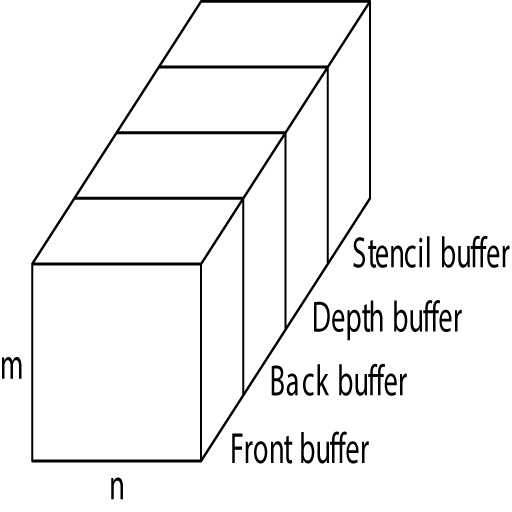 Stencil buffer
Depth buffer
m
Back buffer
Front buffer
n